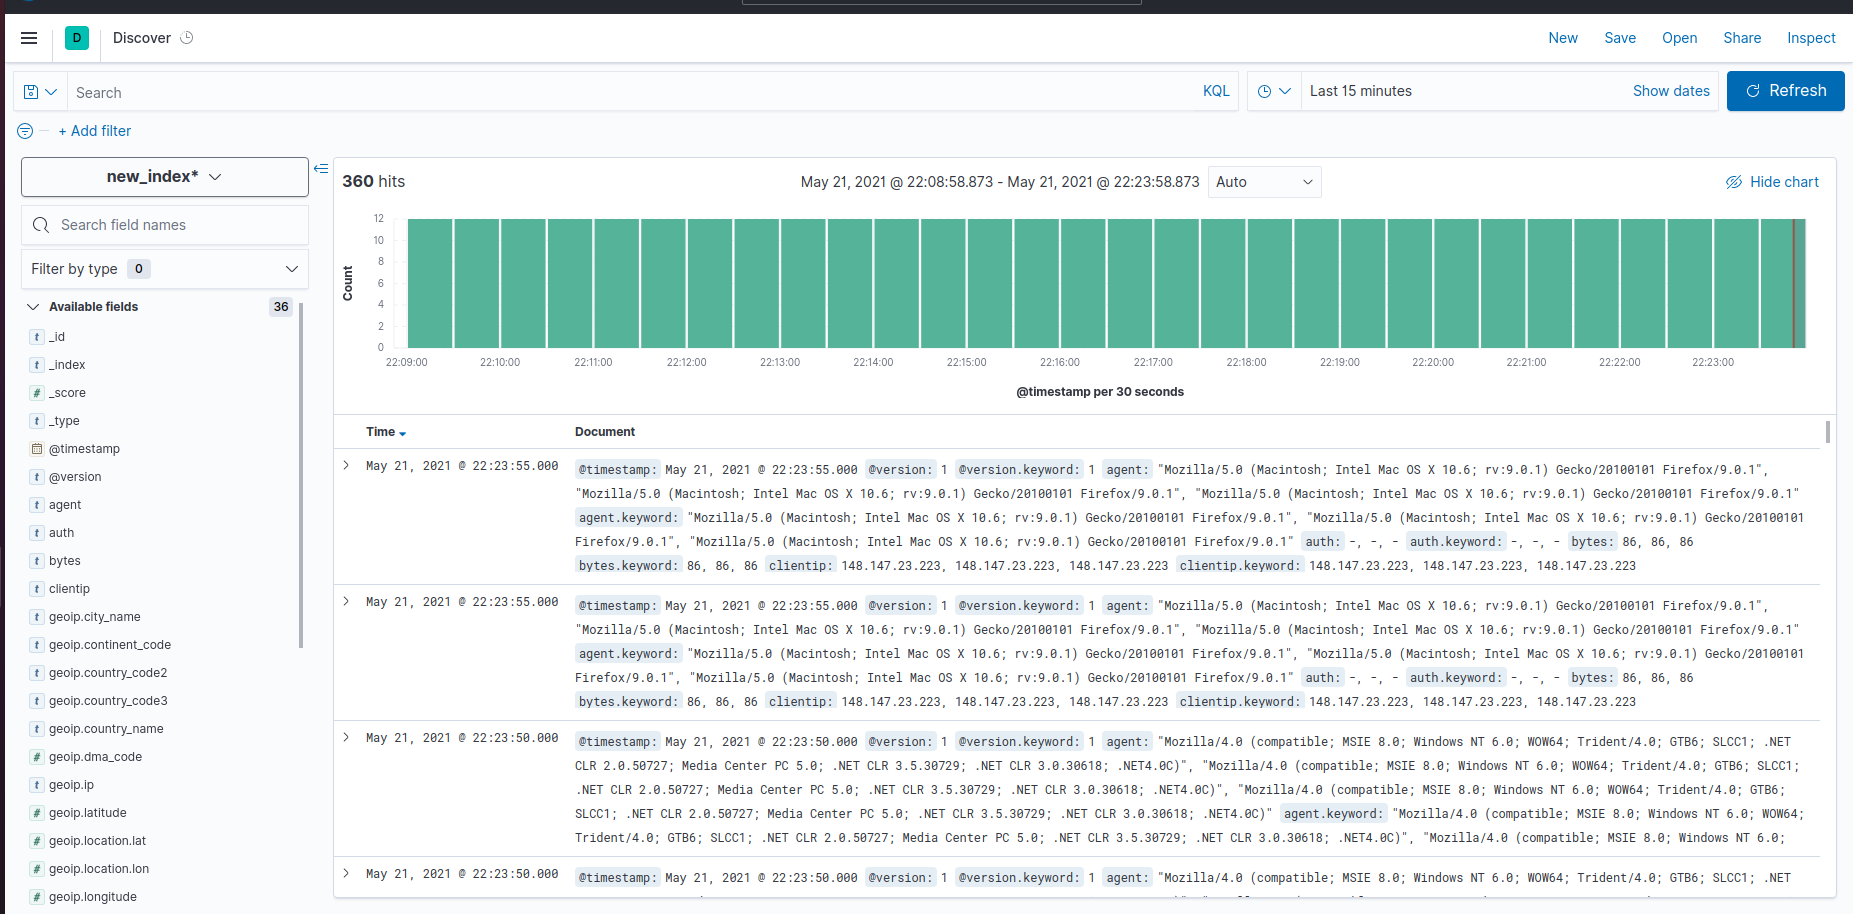 D Discover New Save Open Share Inspect
Search KQL Last 15 minutes Show dates Refresh
+ Add filter
new_index*
Search field names
Filter by type 0
Available fields 36
t _id
t _index
# _score
t _type
@timestamp
t @version
t agent
t auth
t bytes
t clientip
t geoip.city_name
t geoip.continent_code
t geoip.country_code2
t geoip.country_code3
t geoip.country_name
# geoip.dma_code
t geoip.ip
# geoip.latitude
# geoip.location.lat
# geoip.location.lon
# geoip.longitude
360 hits May 21, 2021 @ 22:08:58.873 - May 21, 2021 @ 22:23:58.873 Auto Hide chart
Count
12
10
8
6
4
2
0
22:09:00 22:10:00 22:11:00 22:12:00 22:13:00 22:14:00 22:15:00 22:16:00 22:17:00 22:18:00 22:19:00 22:20:00 22:21:00 22:22:00 22:23:00
@timestamp per 30 seconds
Time Document
May 21, 2021 @ 22:23:55.000 @timestamp: May 21, 2021 @ 22:23:55.000 @version: 1 @version.keyword: 1 agent: "Mozilla/5.0 (Macintosh; Intel Mac OS X 10.6; rv:9.0.1) Gecko/20100101 Firefox/9.0.1",
"Mozilla/5.0 (Macintosh; Intel Mac OS X 10.6; rv:9.0.1) Gecko/20100101 Firefox/9.0.1", "Mozilla/5.0 (Macintosh; Intel Mac OS X 10.6; rv:9.0.1) Gecko/20100101 Firefox/9.0.1"
agent.keyword: "Mozilla/5.0 (Macintosh; Intel Mac OS X 10.6; rv:9.0.1) Gecko/20100101 Firefox/9.0.1", "Mozilla/5.0 (Macintosh; Intel Mac OS X 10.6; rv:9.0.1) Gecko/20100101
Firefox/9.0.1", "Mozilla/5.0 (Macintosh; Intel Mac OS X 10.6; rv:9.0.1) Gecko/20100101 Firefox/9.0.1" auth: -, -, - auth.keyword: -, -, - bytes: 86, 86, 86
bytes.keyword: 86, 86, 86 clientip: 148.147.23.223, 148.147.23.223, 148.147.23.223 clientip.keyword: 148.147.23.223, 148.147.23.223, 148.147.23.223
May 21, 2021 @ 22:23:55.000 @timestamp: May 21, 2021 @ 22:23:55.000 @version: 1 @version.keyword: 1 agent: "Mozilla/5.0 (Macintosh; Intel Mac OS X 10.6; rv:9.0.1) Gecko/20100101 Firefox/9.0.1",
"Mozilla/5.0 (Macintosh; Intel Mac OS X 10.6; rv:9.0.1) Gecko/20100101 Firefox/9.0.1", "Mozilla/5.0 (Macintosh; Intel Mac OS X 10.6; rv:9.0.1) Gecko/20100101 Firefox/9.0.1"
agent.keyword: "Mozilla/5.0 (Macintosh; Intel Mac OS X 10.6; rv:9.0.1) Gecko/20100101 Firefox/9.0.1", "Mozilla/5.0 (Macintosh; Intel Mac OS X 10.6; rv:9.0.1) Gecko/20100101
Firefox/9.0.1", "Mozilla/5.0 (Macintosh; Intel Mac OS X 10.6; rv:9.0.1) Gecko/20100101 Firefox/9.0.1" auth: -, -, - auth.keyword: -, -, - bytes: 86, 86, 86
bytes.keyword: 86, 86, 86 clientip: 148.147.23.223, 148.147.23.223, 148.147.23.223 clientip.keyword: 148.147.23.223, 148.147.23.223, 148.147.23.223
May 21, 2021 @ 22:23:50.000 @timestamp: May 21, 2021 @ 22:23:50.000 @version: 1 @version.keyword: 1 agent: "Mozilla/4.0 (compatible; MSIE 8.0; Windows NT 6.0; WOW64; Trident/4.0; GTB6; SLCC1; .NET
CLR 2.0.50727; Media Center PC 5.0; .NET CLR 3.5.30729; .NET CLR 3.0.30618; .NET4.0C)", "Mozilla/4.0 (compatible; MSIE 8.0; Windows NT 6.0; WOW64; Trident/4.0; GTB6; SLCC1;
.NET CLR 2.0.50727; Media Center PC 5.0; .NET CLR 3.5.30729; .NET CLR 3.0.30618; .NET4.0C)", "Mozilla/4.0 (compatible; MSIE 8.0; Windows NT 6.0; WOW64; Trident/4.0; GTB6;
SLCC1; .NET CLR 2.0.50727; Media Center PC 5.0; .NET CLR 3.5.30729; .NET CLR 3.0.30618; .NET4.0C)" agent.keyword: "Mozilla/4.0 (compatible; MSIE 8.0; Windows NT 6.0; WOW64;
Trident/4.0; GTB6; SLCC1; .NET CLR 2.0.50727; Media Center PC 5.0; .NET CLR 3.5.30729; .NET CLR 3.0.30618; .NET4.0C)", "Mozilla/4.0 (compatible; MSIE 8.0; Windows NT 6.0;
May 21, 2021 @ 22:23:50.000 @timestamp: May 21, 2021 @ 22:23:50.000 @version: 1 @version.keyword: 1 agent: "Mozilla/4.0 (compatible; MSIE 8.0; Windows NT 6.0; WOW64; Trident/4.0; GTB6; SLCC1; .NET